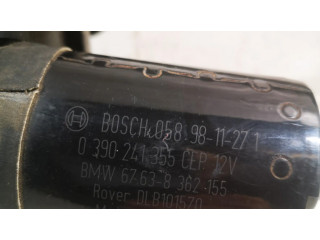 BOSCH 058 98-11-27 1
0 390 241 355 CEP 12V
BMW 67.63-8 362 155
Rover DLB101570